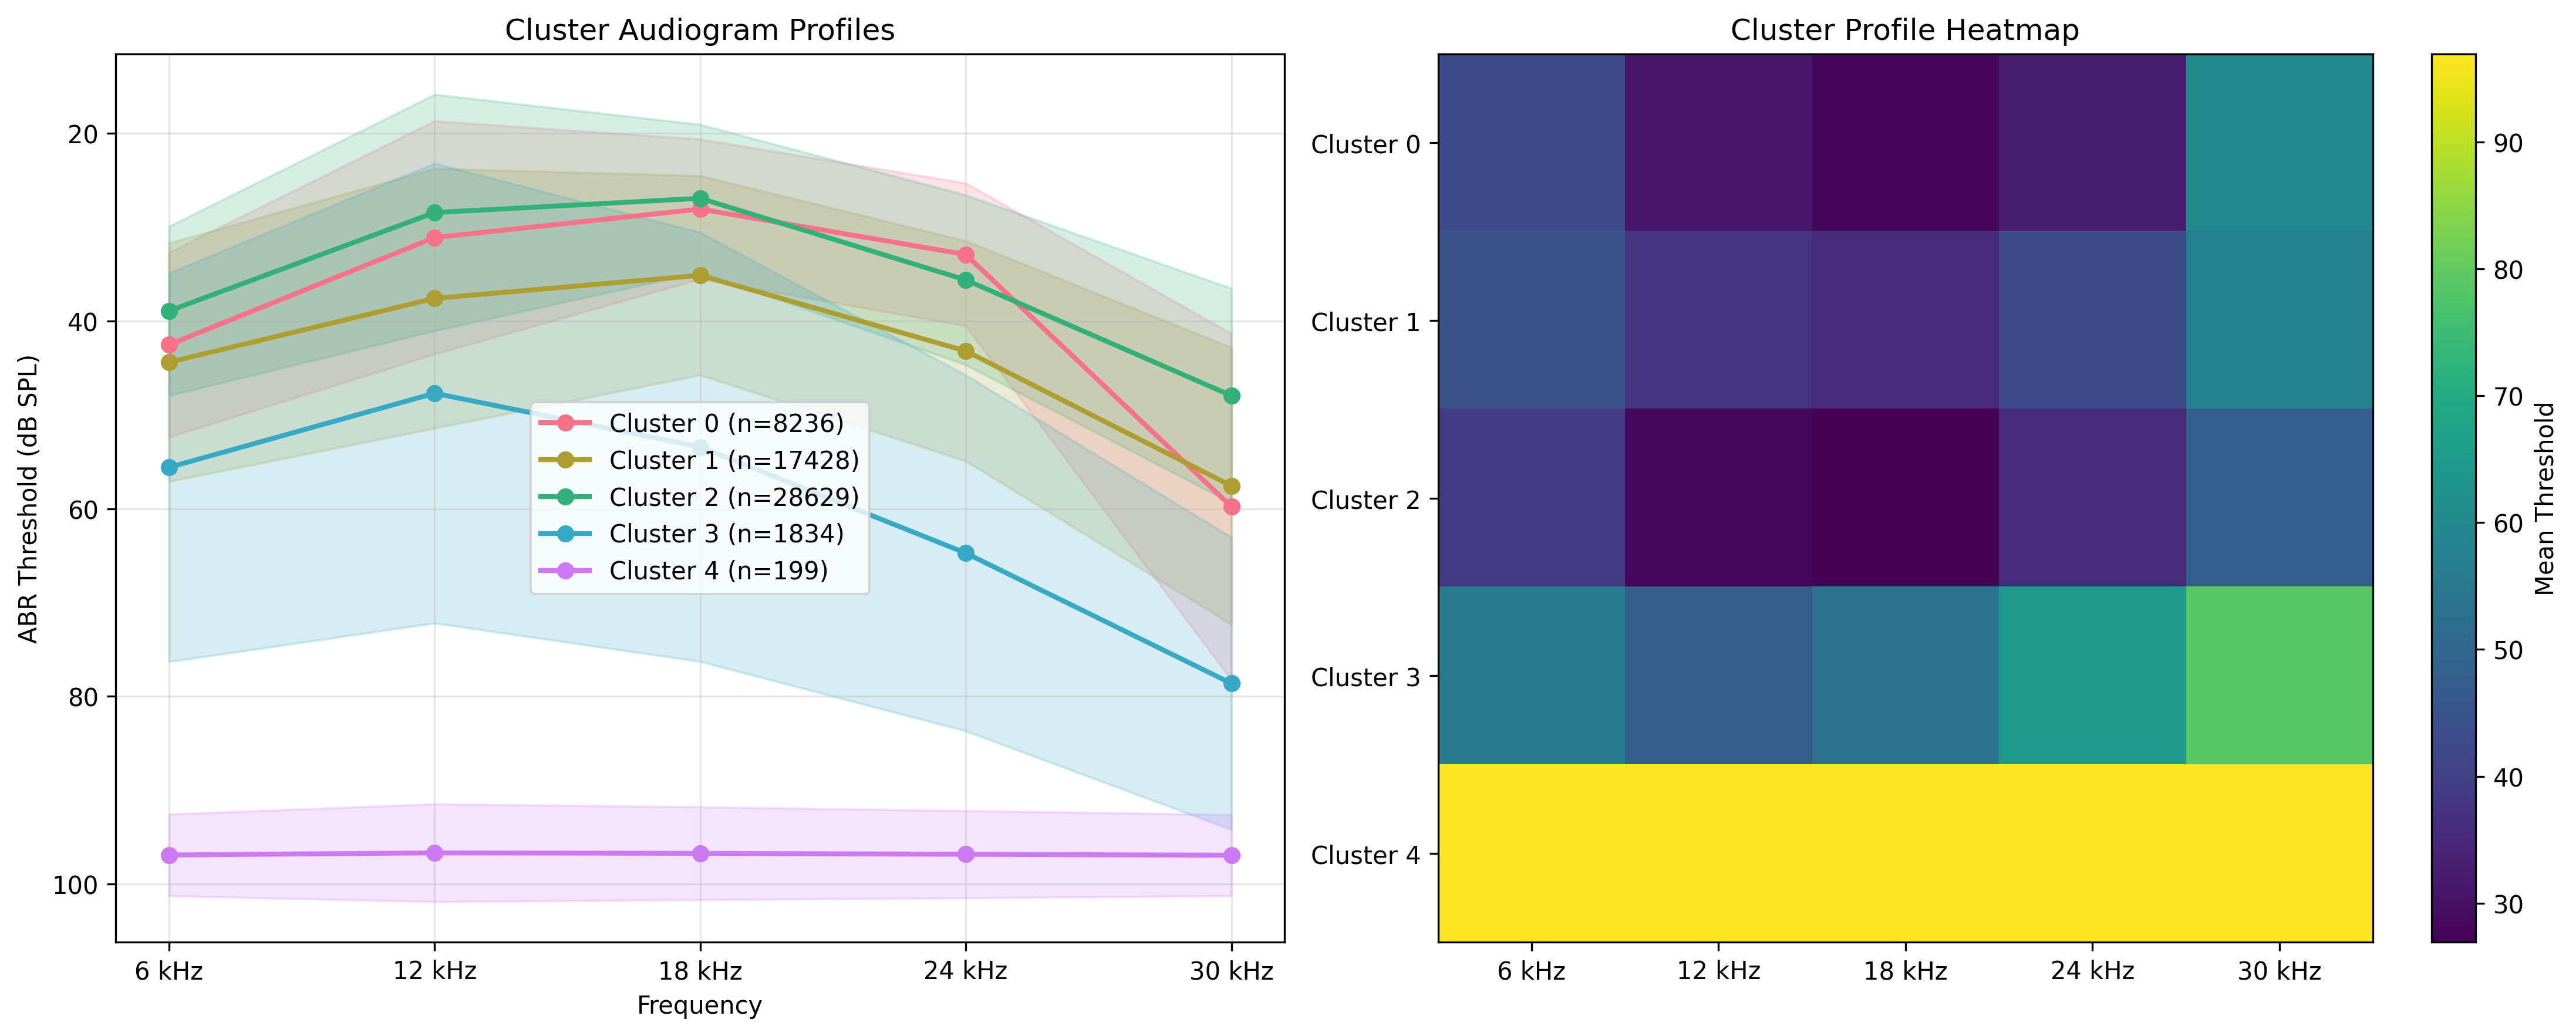 Cluster Audiogram Profiles
ABR Threshold (dB SPL)
20
40
60
80
100
Cluster 0 (n=8236)
Cluster 1 (n=17428)
Cluster 2 (n=28629)
Cluster 3 (n=1834)
Cluster 4 (n=199)
6 kHz
12 kHz
18 kHz
24 kHz
30 kHz
Frequency
Cluster Profile Heatmap
Cluster 0
Cluster 1
Cluster 2
Cluster 3
Cluster 4
6 kHz
12 kHz
18 kHz
24 kHz
30 kHz
90
80
70
60
50
40
30
Mean Threshold